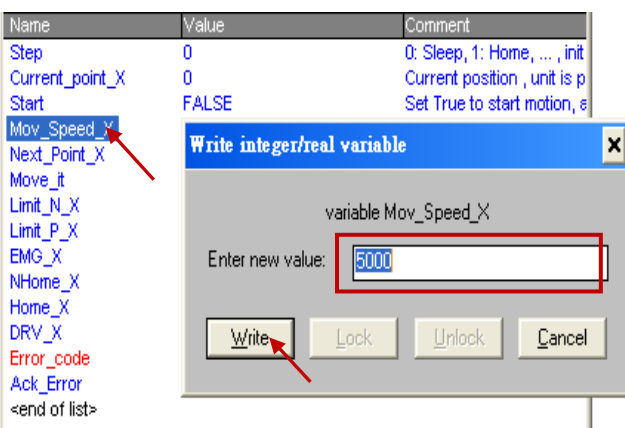 Name Value Comment
Step 0 0: Sleep, 1: Home, ... , init
Current_point_X 0 Current position , unit is p
Start FALSE Set True to start motion, a
Mov_Speed_X
Next_Point_X
Move_it
Limit_N_X
Limit_P_X
EMG_X
NHome_X
Home_X
DRV_X
Error_code
Ack_Error
<end of list>
Write integer/real variable
variable Mov_Speed_X
Enter new value: 5000
Write Lock Unlock Cancel